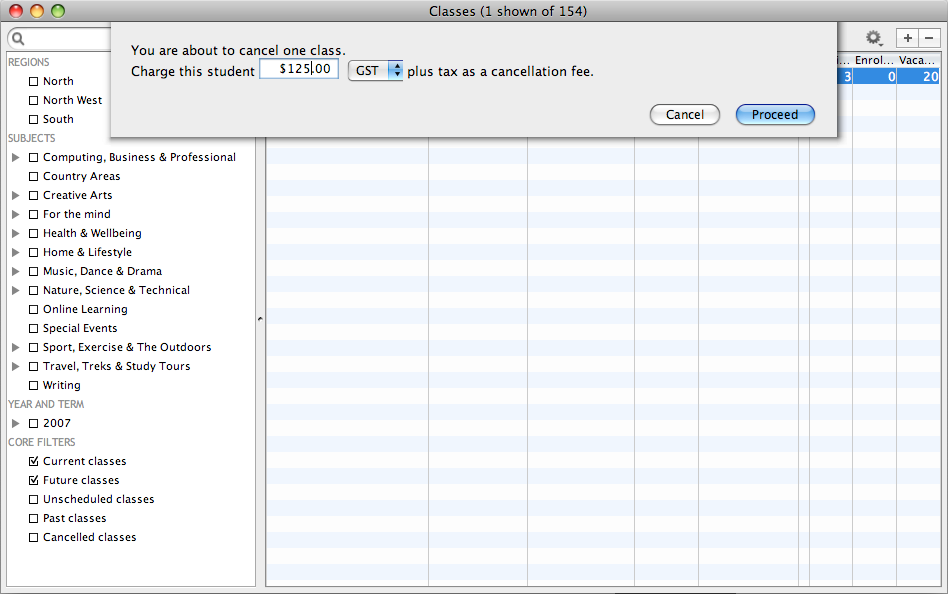 Classes (1 shown of 154)
You are about to cancel one class.
Charge this student $125.00 GST plus tax as a cancellation fee.
Cancel Proceed
i... Enrol... Vaca...
3 0 20
REGIONS
North
North West
South
SUBJECTS
Computing, Business & Professional
Country Areas
Creative Arts
For the mind
Health & Wellbeing
Home & Lifestyle
Music, Dance & Drama
Nature, Science & Technical
Online Learning
Special Events
Sport, Exercise & The Outdoors
Travel, Treks & Study Tours
Writing
YEAR AND TERM
2007
CORE FILTERS
Current classes
Future classes
Unscheduled classes
Past classes
Cancelled classes